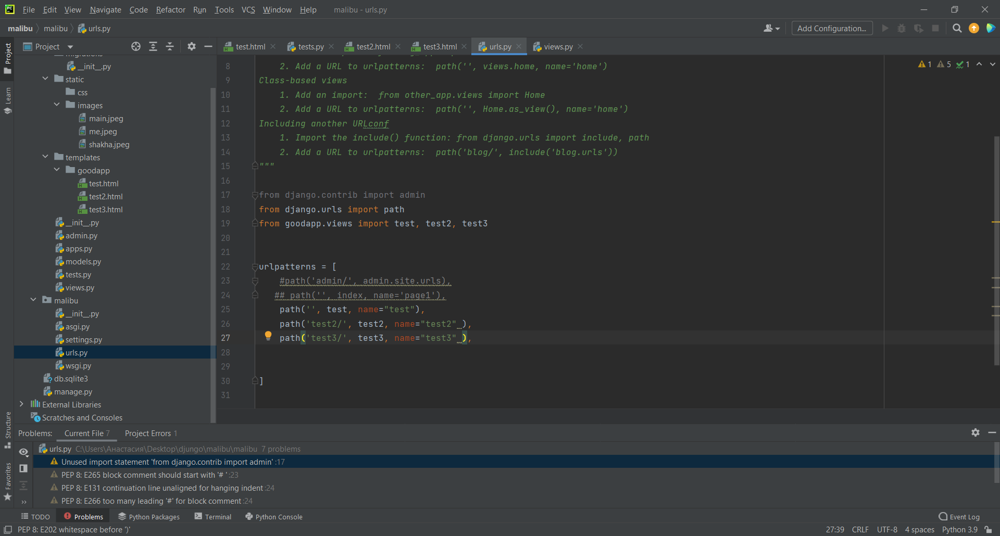 File Edit View Navigate Code Refactor Run Tools VCS Window Help malibu - urls.py
malibu malibu urls.py Add Configuration...
Project test.html tests.py test2.html test3.html urls.py views.py
Project
Learn
Structure
Favorites
migrations
__init__.py
static
css
images
main.jpeg
me.jpeg
shakha.jpeg
templates
goodapp
test.html
test2.html
test3.html
__init__.py
admin.py
apps.py
models.py
tests.py
views.py
malibu
__init__.py
asgi.py
settings.py
urls.py
wsgi.py
db.sqlite3
manage.py
External Libraries
Scratches and Consoles
1 5 1
8 2. Add a URL to urlpatterns:  path('', views.home, name='home')
9 Class-based views
10 1. Add an import:  from other_app.views import Home
11 2. Add a URL to urlpatterns:  path('', Home.as_view(), name='home')
12 Including another URLconf
13 1. Import the include() function: from django.urls import include, path
14 2. Add a URL to urlpatterns:  path('blog/', include('blog.urls'))
15 """
16
17 from django.contrib import admin
18 from django.urls import path
19 from goodapp.views import test, test2, test3
20
21
22 urlpatterns = [
23 #path('admin/', admin.site.urls),
24 ## path('', index, name='page1'),
25 path('', test, name="test"),
26 path('test2/', test2, name="test2" ),
27 path('test3/', test3, name="test3" ),
28
29
30 ]
31
Problems: Current File 7 Project Errors 1
urls.py C:\Users\Анастасия\Desktop\djungo\malibu\malibu 7 problems
Unused import statement 'from django.contrib import admin' :17
PEP 8: E265 block comment should start with '# ' :23
PEP 8: E131 continuation line unaligned for hanging indent :24
PEP 8: E266 too many leading '#' for block comment :24
TODO Problems Python Packages Terminal Python Console Event Log
PEP 8: E202 whitespace before ')' 27:39 CRLF UTF-8 4 spaces Python 3.9